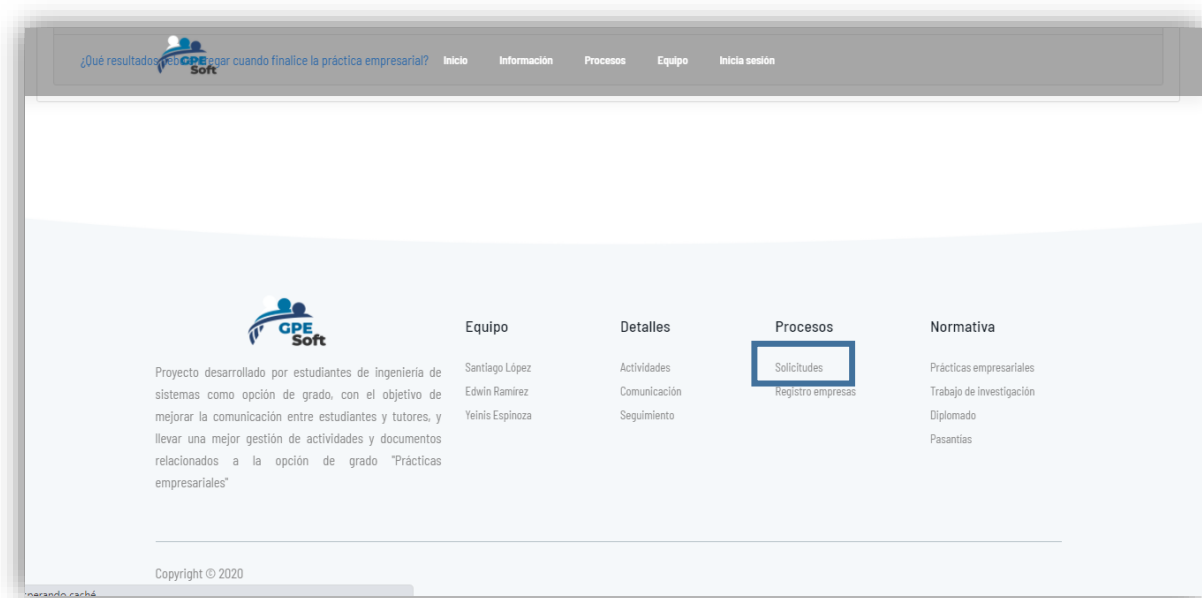 ¿Qué resultados debo entregar cuando finalice la práctica empresarial?
GPE
Soft
Inicio Información Procesos Equipo Inicia sesión
GPE
Soft
Proyecto desarrollado por estudiantes de ingeniería de
sistemas como opción de grado, con el objetivo de
mejorar la comunicación entre estudiantes y tutores, y
llevar una mejor gestión de actividades y documentos
relacionados a la opción de grado "Prácticas
empresariales"
Equipo
Santiago López
Edwin Ramírez
Yeinis Espinoza
Detalles
Actividades
Comunicación
Seguimiento
Procesos
Solicitudes
Registro empresas
Normativa
Prácticas empresariales
Trabajo de investigación
Diplomado
Pasantías
Copyright © 2020
caché